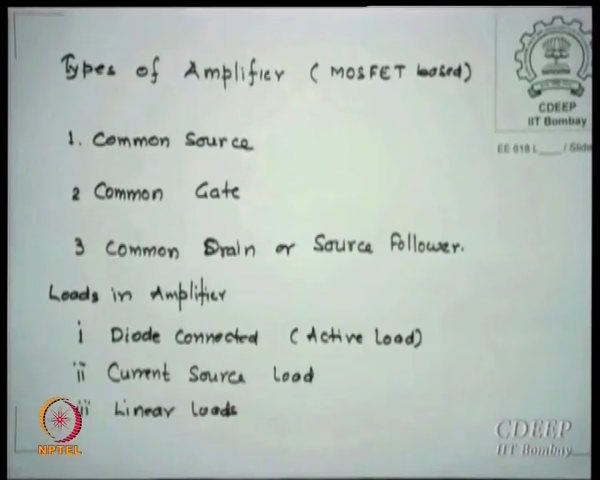 Types of Amplifier ( MOSFET based)
CDEEP
IIT Bombay
EE 618 L____ / Slide
1. Common Source
2 Common Gate
3 Common Drain or Source Follower.
Loads in Amplifier
i Diode Connected (Active Load)
ii Current Source Load
iii Linear Loads
NPTEL
CDEEP
IIT Bombay